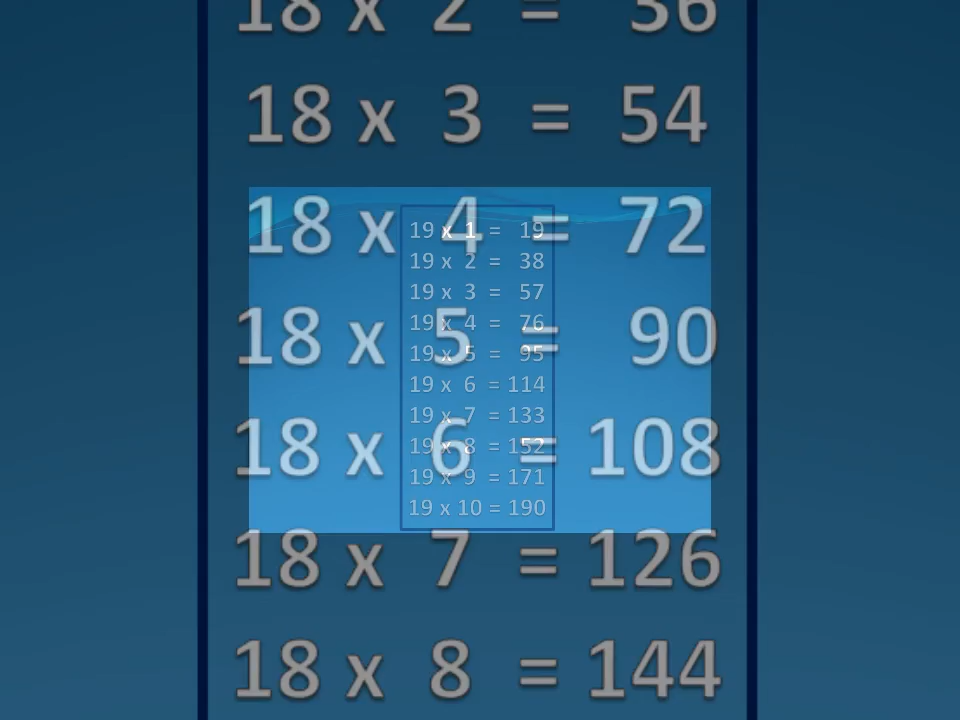 18 x 2 = 36
18 x 3 = 54
18 x 4 = 72
18 x 5 = 90
18 x 6 = 108
18 x 7 = 126
18 x 8 = 144
19 x 1 = 19
19 x 2 = 38
19 x 3 = 57
19 x 4 = 76
19 x 5 = 95
19 x 6 = 114
19 x 7 = 133
19 x 8 = 152
19 x 9 = 171
19 x 10 = 190